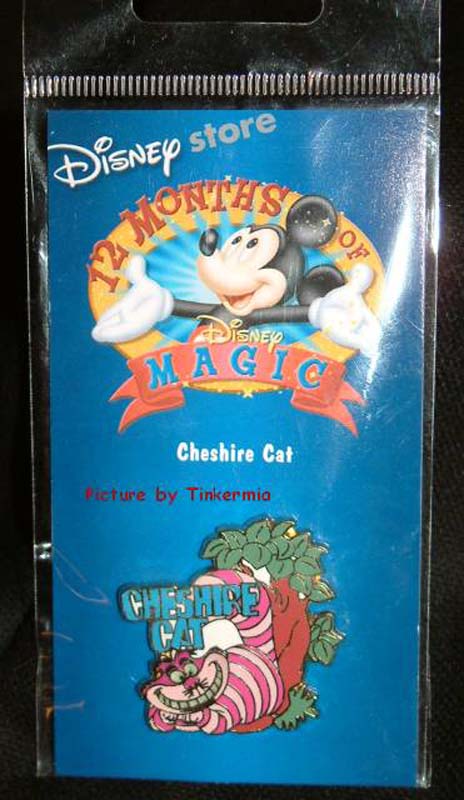 Disney store
12 MONTHS OF
Disney
MAGIC
Cheshire Cat
Picture by Tinkermia
CHESHIRE
CAT